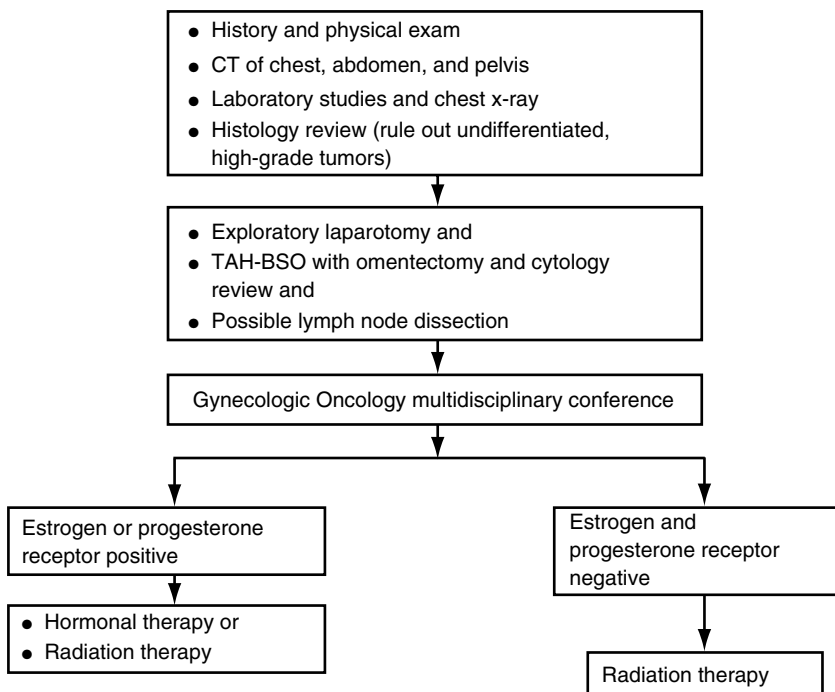 ● History and physical exam
● CT of chest, abdomen, and pelvis
● Laboratory studies and chest x-ray
● Histology review (rule out undifferentiated,
high-grade tumors)
● Exploratory laparotomy and
● TAH-BSO with omentectomy and cytology
review and
● Possible lymph node dissection
Gynecologic Oncology multidisciplinary conference
Estrogen or progesterone
receptor positive
● Hormonal therapy or
● Radiation therapy
Estrogen and
progesterone receptor
negative
Radiation therapy